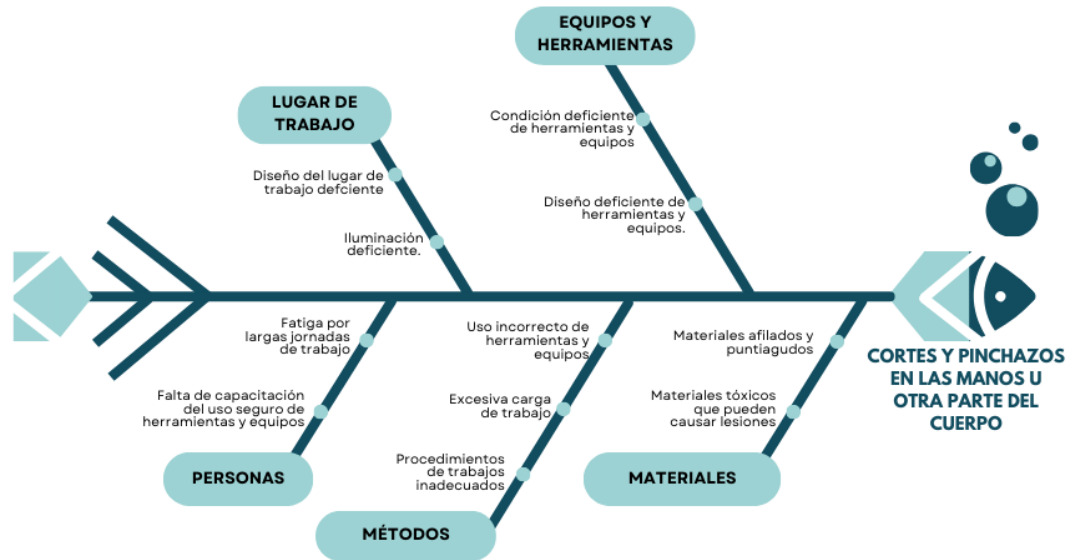 EQUIPOS Y
HERRAMIENTAS
Condición deficiente
de herramientas y
equipos
Diseño deficiente de
herramientas y
equipos.
LUGAR DE
TRABAJO
Diseño del lugar de
trabajo defciente
Iluminación
deficiente.
Fatiga por
largas jornadas
de trabajo
Falta de capacitación
del uso seguro de
herramientas y equipos
PERSONAS
Uso incorrecto de
herramientas y
equipos
Excesiva carga
de trabajo
Procedimientos
de trabajos
inadecuados
MÉTODOS
Materiales afilados y
puntiagudos
Materiales tóxicos
que pueden
causar lesiones
MATERIALES
CORTES Y PINCHAZOS
EN LAS MANOS U
OTRA PARTE DEL
CUERPO